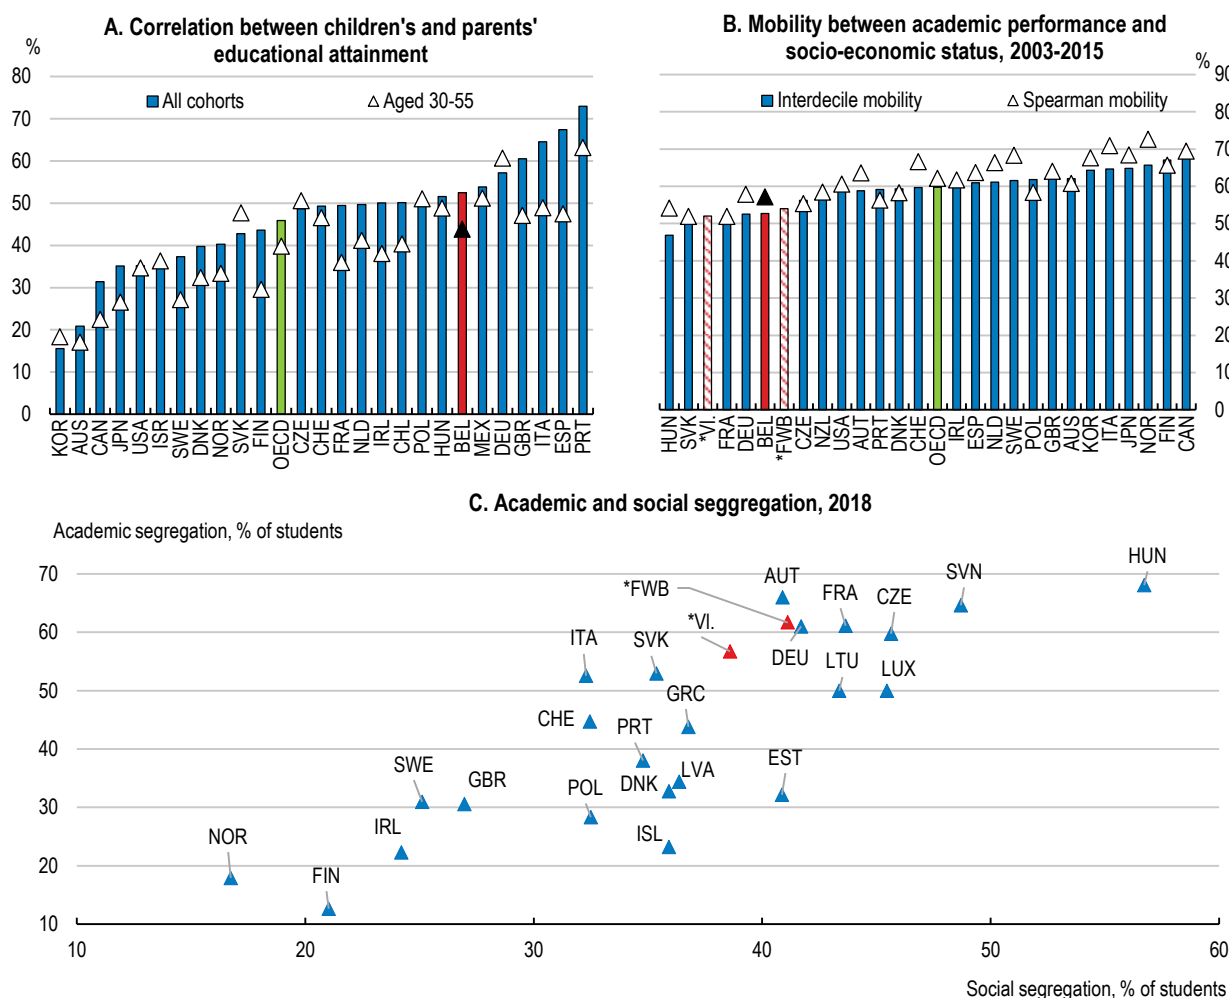 A. Correlation between children's and parents'
educational attainment
%
80
70
60
50
40
30
20
10
0
All cohorts
Aged 30-55
KOR
AUS
CAN
JPN
USA
ISR
SWE
DNK
NOR
SVK
FIN
OECD
CZE
CHE
FRA
NLD
IRL
CHL
POL
HUN
BEL
MEX
DEU
GBR
ITA
ESP
PRT
B. Mobility between academic performance and
socio-economic status, 2003-2015
%
90
80
70
60
50
40
30
20
10
0
Interdecile mobility
Spearman mobility
HUN
SVK
*Vl.
FRA
DEU
BEL
*FWB
CZE
NZL
USA
AUT
PRT
DNK
CHE
OECD
IRL
ESP
NLD
SWE
POL
GBR
AUS
KOR
ITA
JPN
NOR
FIN
CAN
C. Academic and social seggregation, 2018
Academic segregation, % of students
70
60
50
40
30
20
10
HUN
SVN
AUT
*FWB
FRA
CZE
*Vl.
ITA
SVK
DEU
LTU
LUX
GRC
CHE
PRT
SWE
GBR
POL
DNK
LVA
EST
IRL
ISL
NOR
FIN
10
20
30
40
50
60
Social segregation, % of students